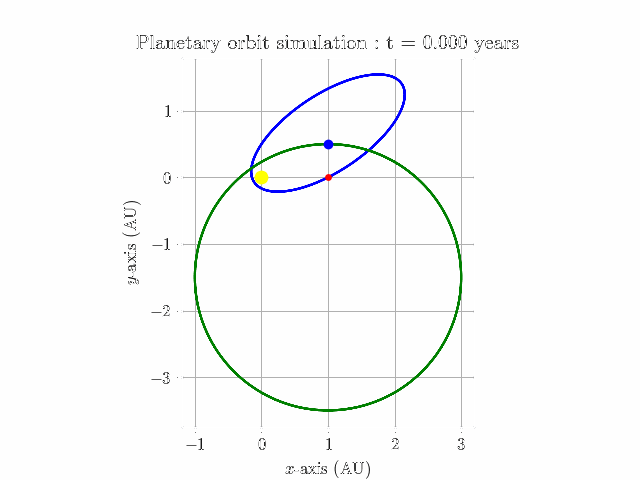 Planetary orbit simulation : t = 0.000 years
1
0
−1
−2
−3
y-axis (AU)
−1 0 1 2 3
x-axis (AU)